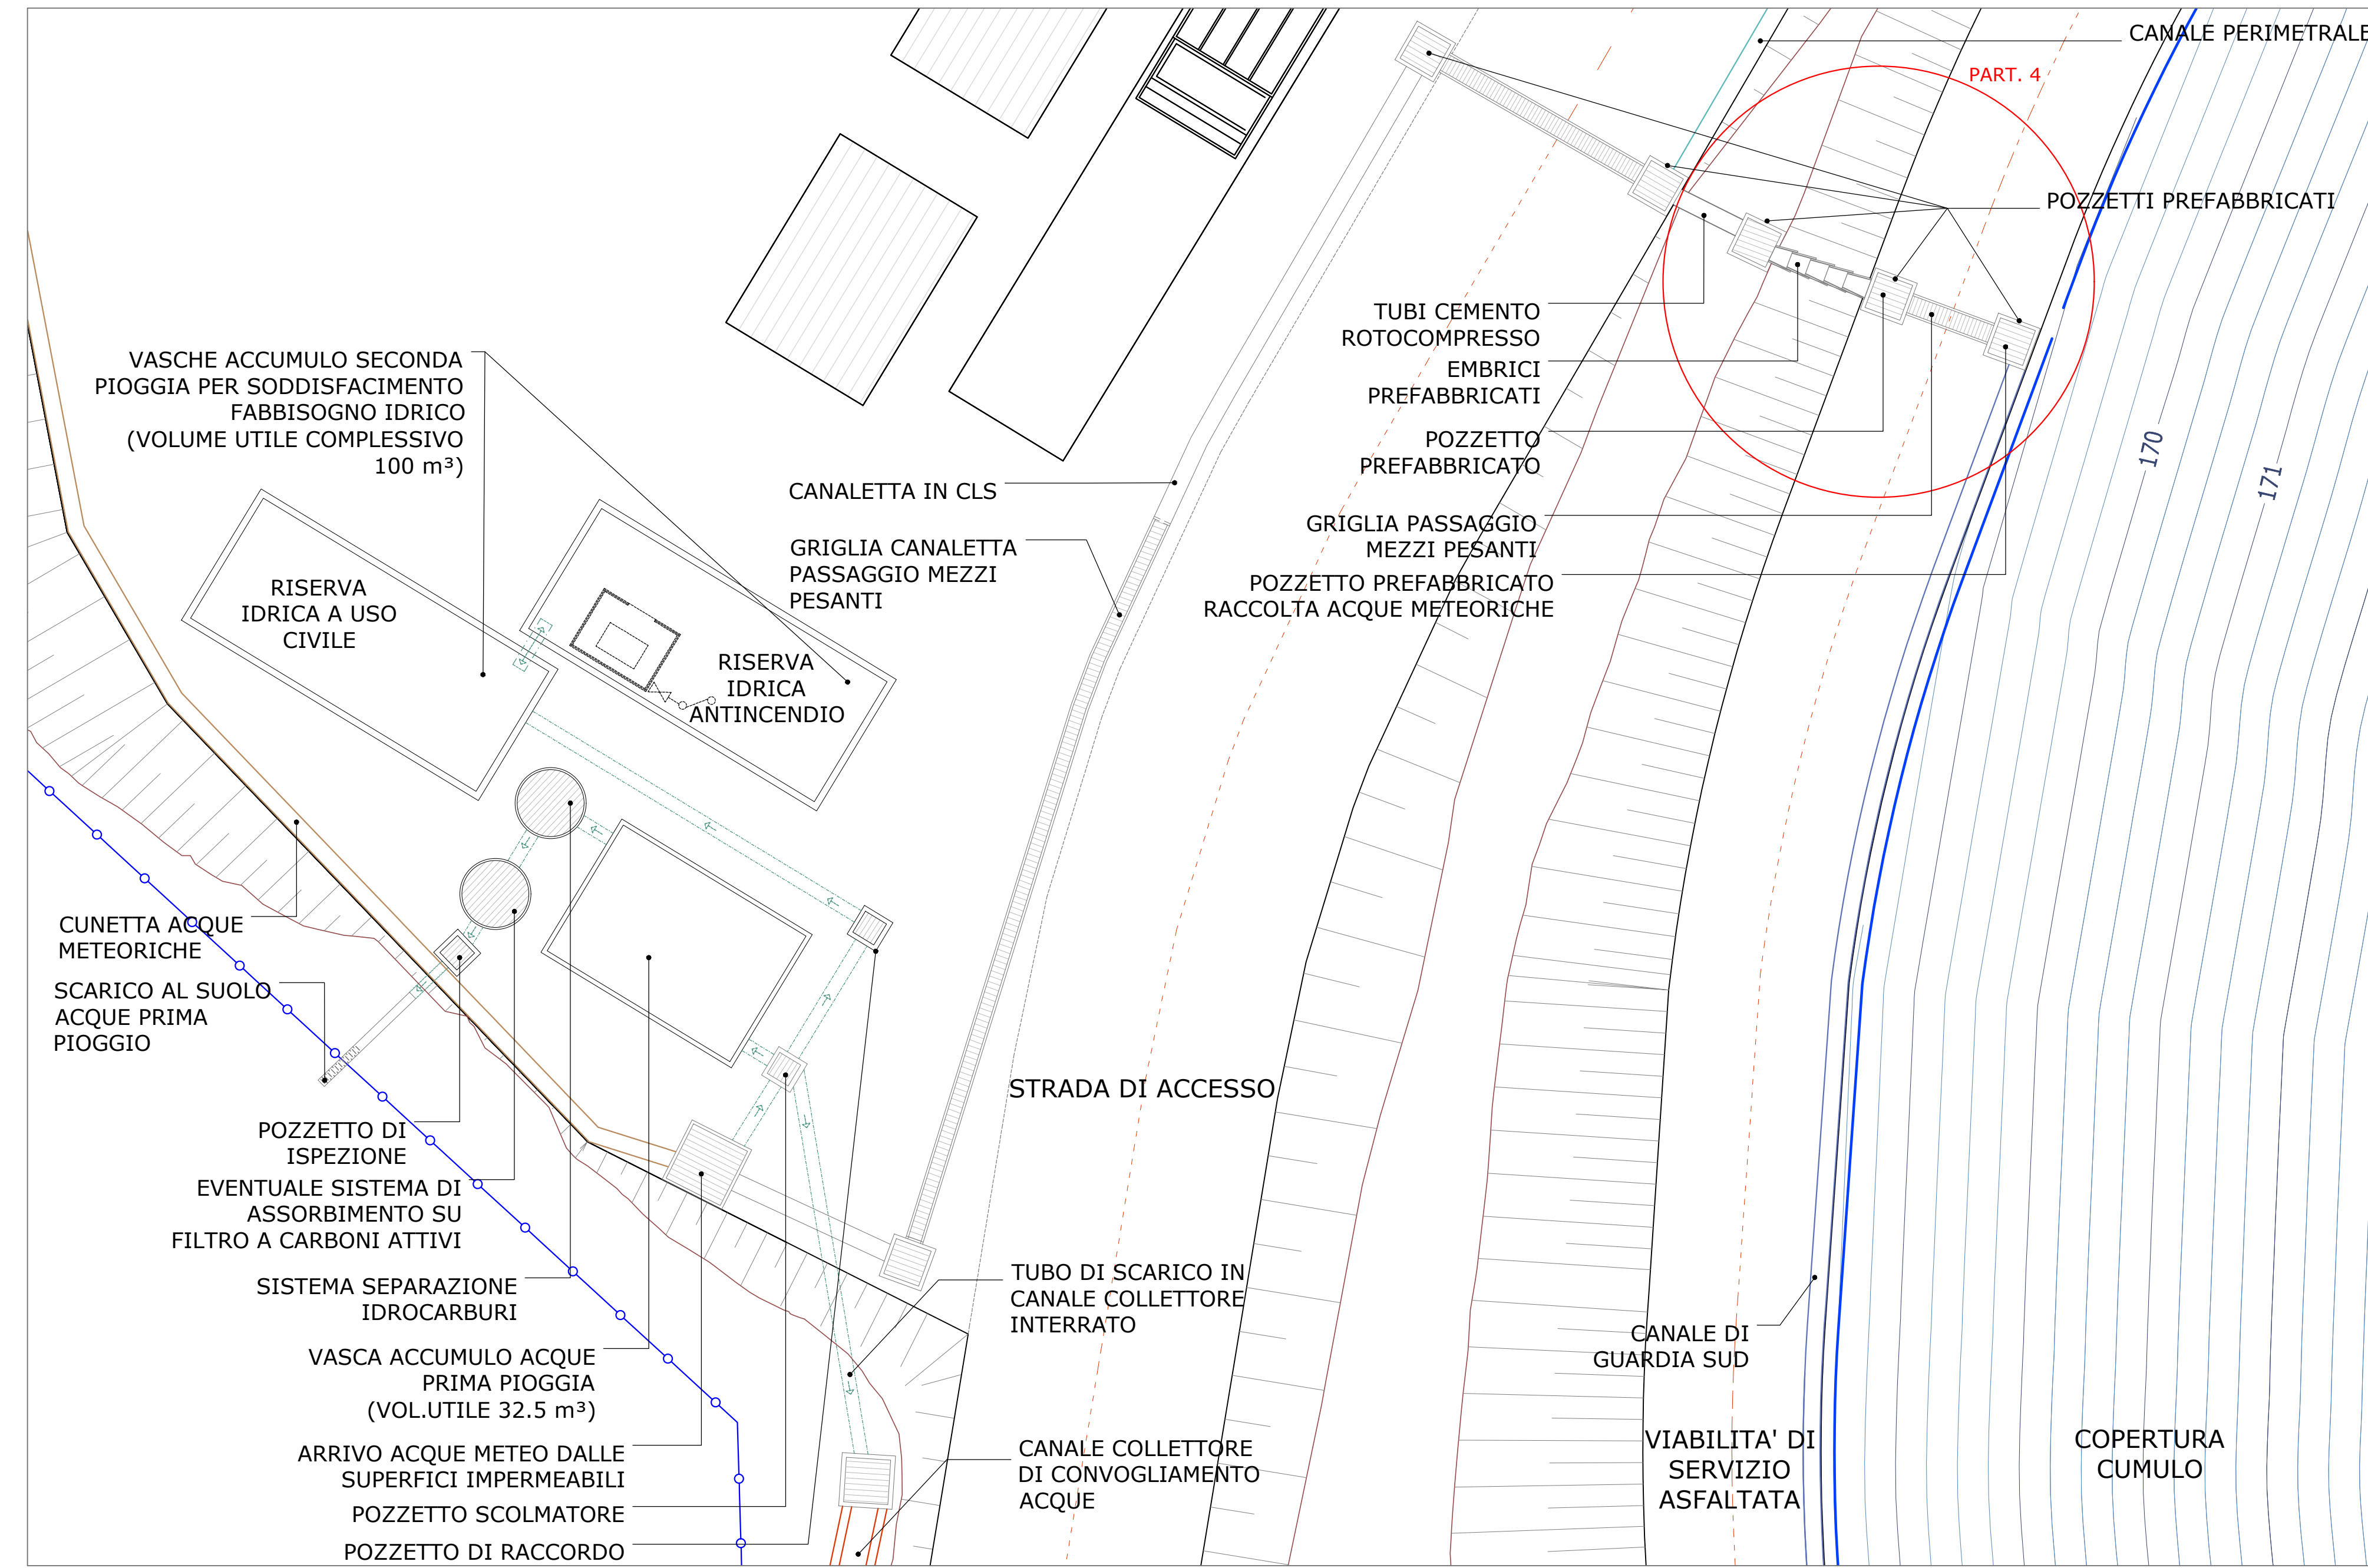 CANALE PERIMETRALE
PART. 4
POZZETTI PREFABBRICATI
TUBI CEMENTO
ROTOCOMPRESSO
EMBRICI
PREFABBRICATI
POZZETTO
PREFABBRICATO
GRIGLIA PASSAGGIO
MEZZI PESANTI
POZZETTO PREFABBRICATO
RACCOLTA ACQUE METEORICHE
170
171
VASCHE ACCUMULO SECONDA
PIOGGIA PER SODDISFACIMENTO
FABBISOGNO IDRICO
(VOLUME UTILE COMPLESSIVO
100 m³)
CANALETTA IN CLS
GRIGLIA CANALETTA
PASSAGGIO MEZZI
PESANTI
RISERVA
IDRICA A USO
CIVILE
RISERVA
IDRICA
ANTINCENDIO
CUNETTA ACQUE
METEORICHE
SCARICO AL SUOLO
ACQUE PRIMA
PIOGGIO
POZZETTO DI
ISPEZIONE
EVENTUALE SISTEMA DI
ASSORBIMENTO SU
FILTRO A CARBONI ATTIVI
SISTEMA SEPARAZIONE
IDROCARBURI
VASCA ACCUMULO ACQUE
PRIMA PIOGGIA
(VOL.UTILE 32.5 m³)
ARRIVO ACQUE METEO DALLE
SUPERFICI IMPERMEABILI
POZZETTO SCOLMATORE
POZZETTO DI RACCORDO
STRADA DI ACCESSO
TUBO DI SCARICO IN
CANALE COLLETTORE
INTERRATO
CANALE COLLETTORE
DI CONVOGLIAMENTO
ACQUE
CANALE DI
GUARDIA SUD
VIABILITA' DI
SERVIZIO
ASFALTATA
COPERTURA
CUMULO